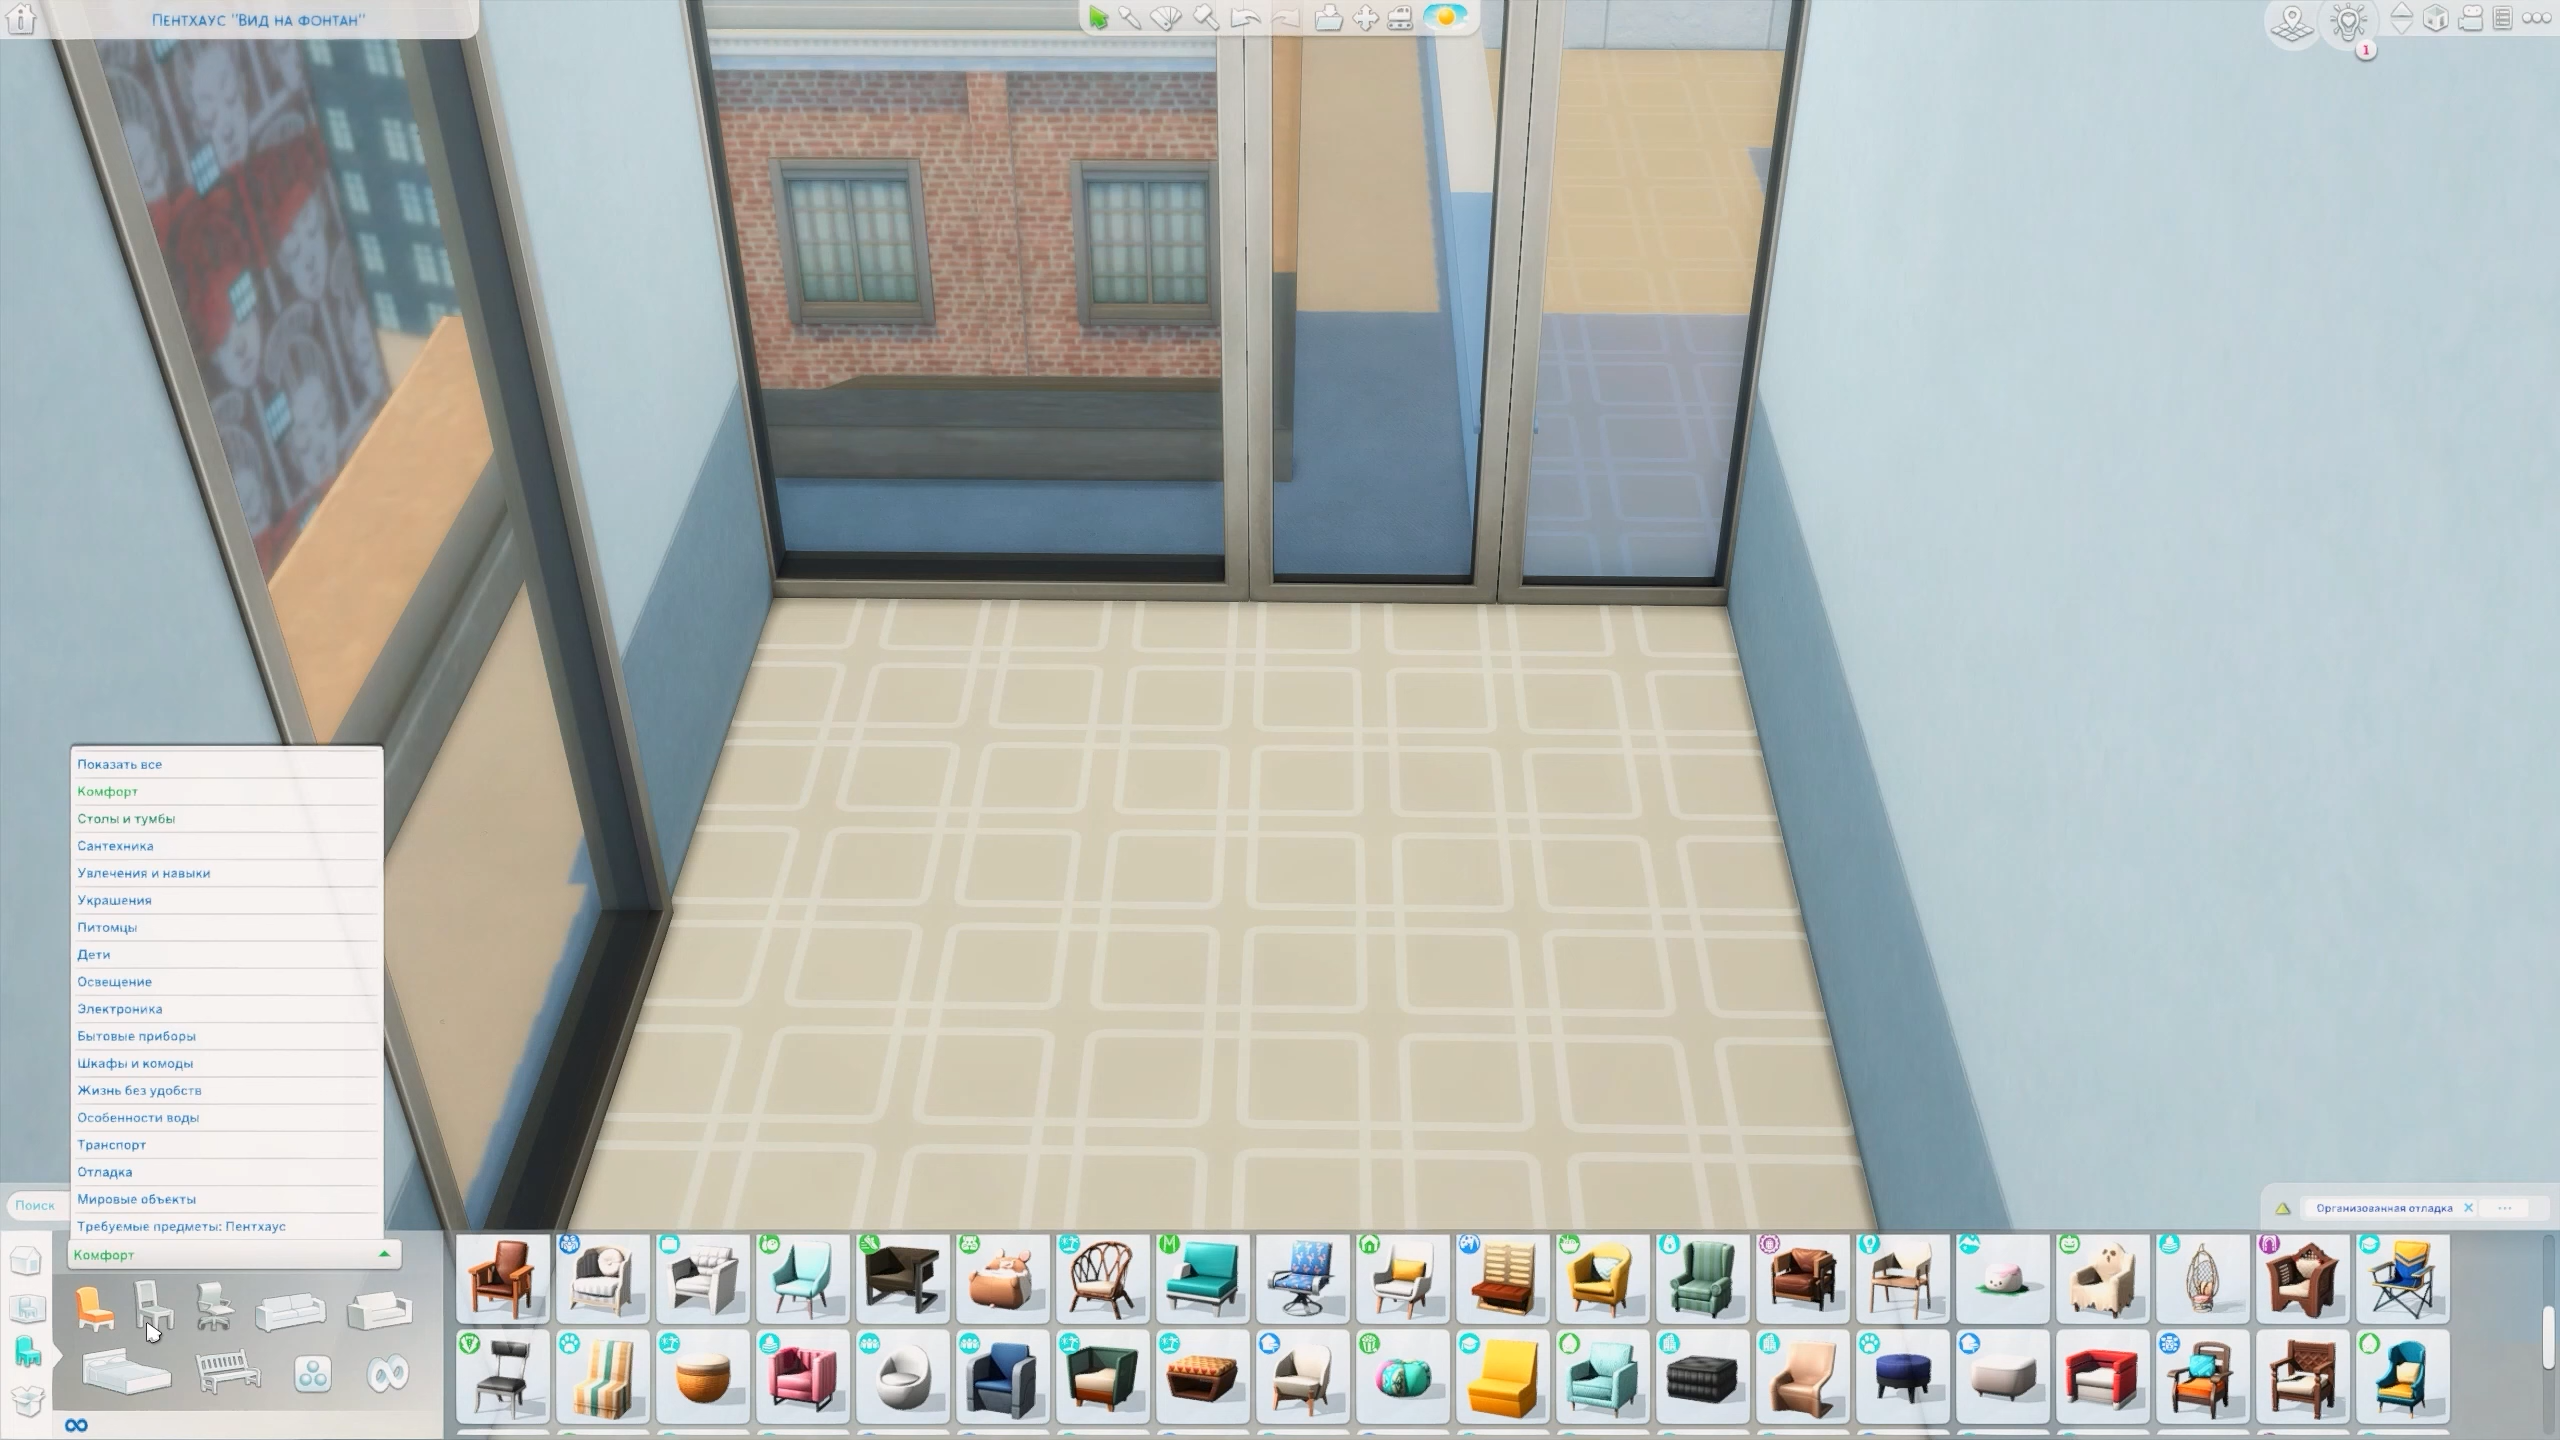 Пентхаус "Вид на фонтан"
1
Показать все
Комфорт
Столы и тумбы
Сантехника
Увлечения и навыки
Украшения
Питомцы
Дети
Освещение
Электроника
Бытовые приборы
Шкафы и комоды
Жизнь без удобств
Особенности воды
Транспорт
Отладка
Мировые объекты
Требуемые предметы: Пентхаус
Поиск
Комфорт
Организованная отладка